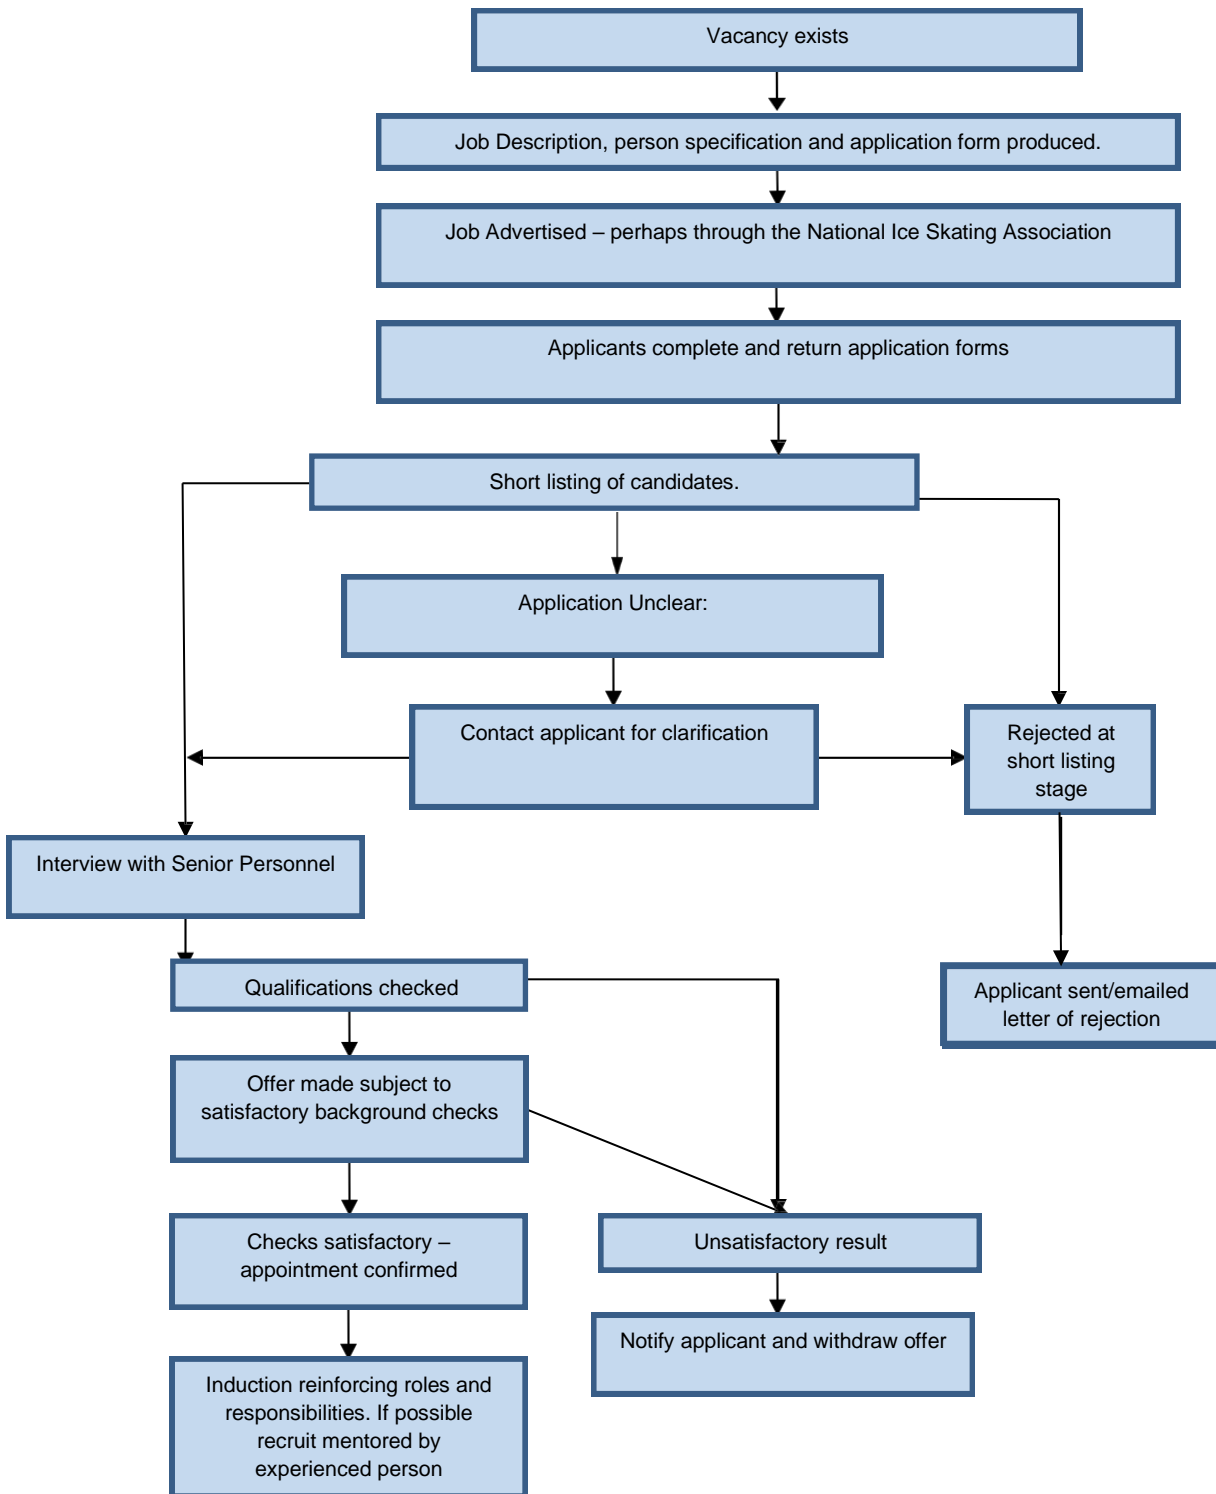 Vacancy exists
Job Description, person specification and application form produced.
Job Advertised – perhaps through the National Ice Skating Association
Applicants complete and return application forms
Short listing of candidates.
Application Unclear:
Contact applicant for clarification
Rejected at
short listing
stage
Interview with Senior Personnel
Qualifications checked
Applicant sent/emailed
letter of rejection
Offer made subject to
satisfactory background checks
Checks satisfactory –
appointment confirmed
Unsatisfactory result
Notify applicant and withdraw offer
Induction reinforcing roles and
responsibilities. If possible
recruit mentored by
experienced person